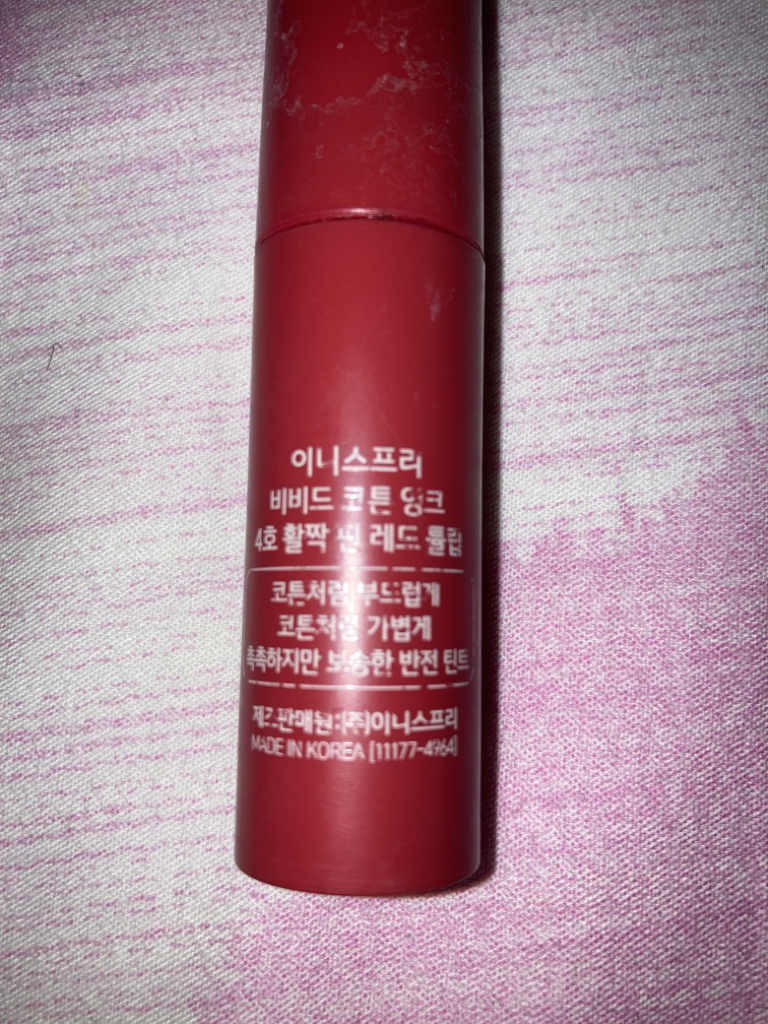 이니스프리
비비드 코튼 잉크
4호 활짝 핀 레드 튤립
코튼처럼 부드럽게
코튼처럼 가볍게
촉촉하지만 보송한 반전 틴트
제조판매원:(주)이니스프리
MADE IN KOREA [11177-4964]